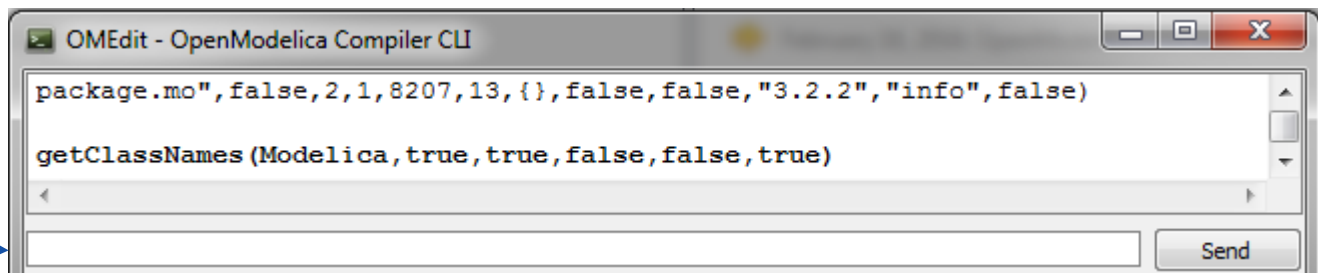 OMEdit - OpenModelica Compiler CLI
package.mo",false,2,1,8207,13,{},false,false,"3.2.2","info",false)
getClassNames(Modelica,true,true,false,false,true)
Send